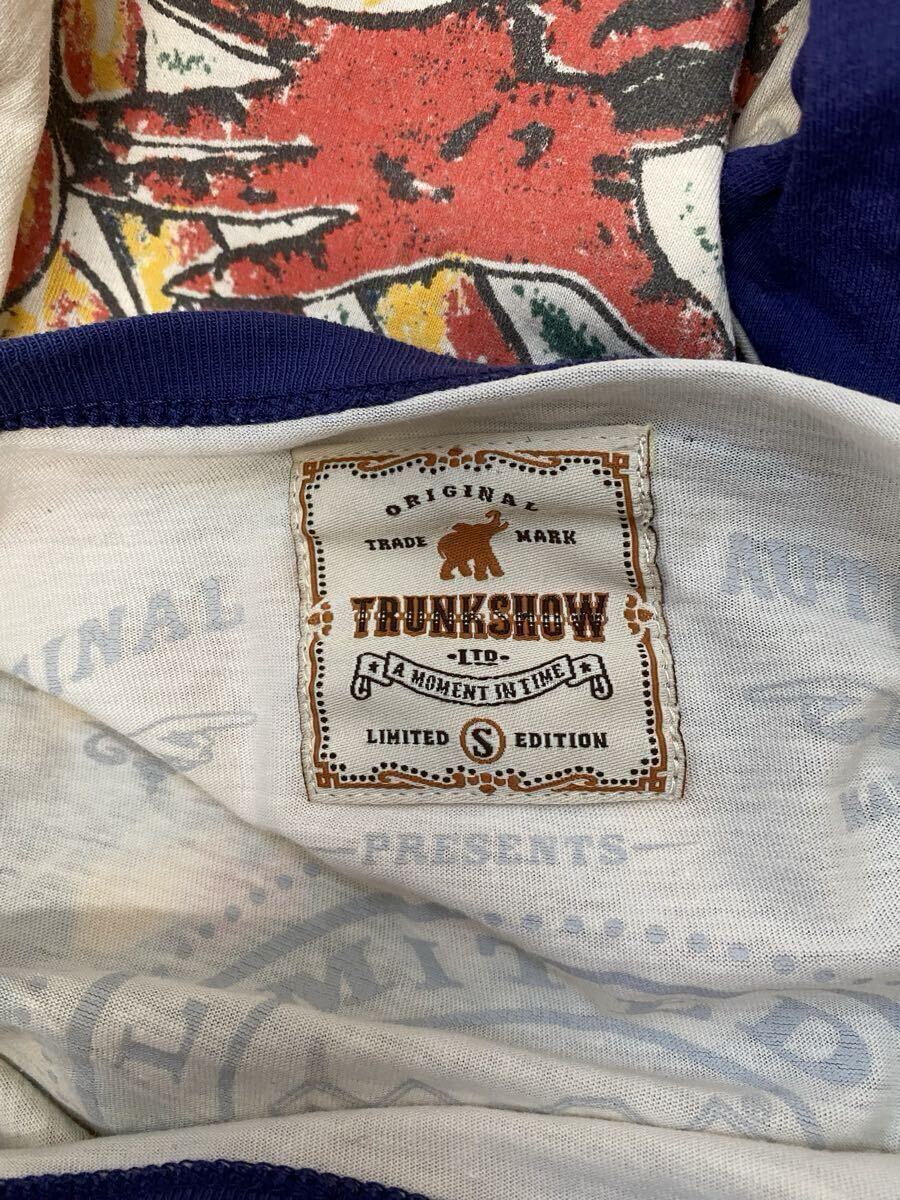 ORIGINAL
TRADE MARK
TRUNKSHOW
-LTD-
A MOMENT IN TIME
LIMITED S EDITION
PRESENTS